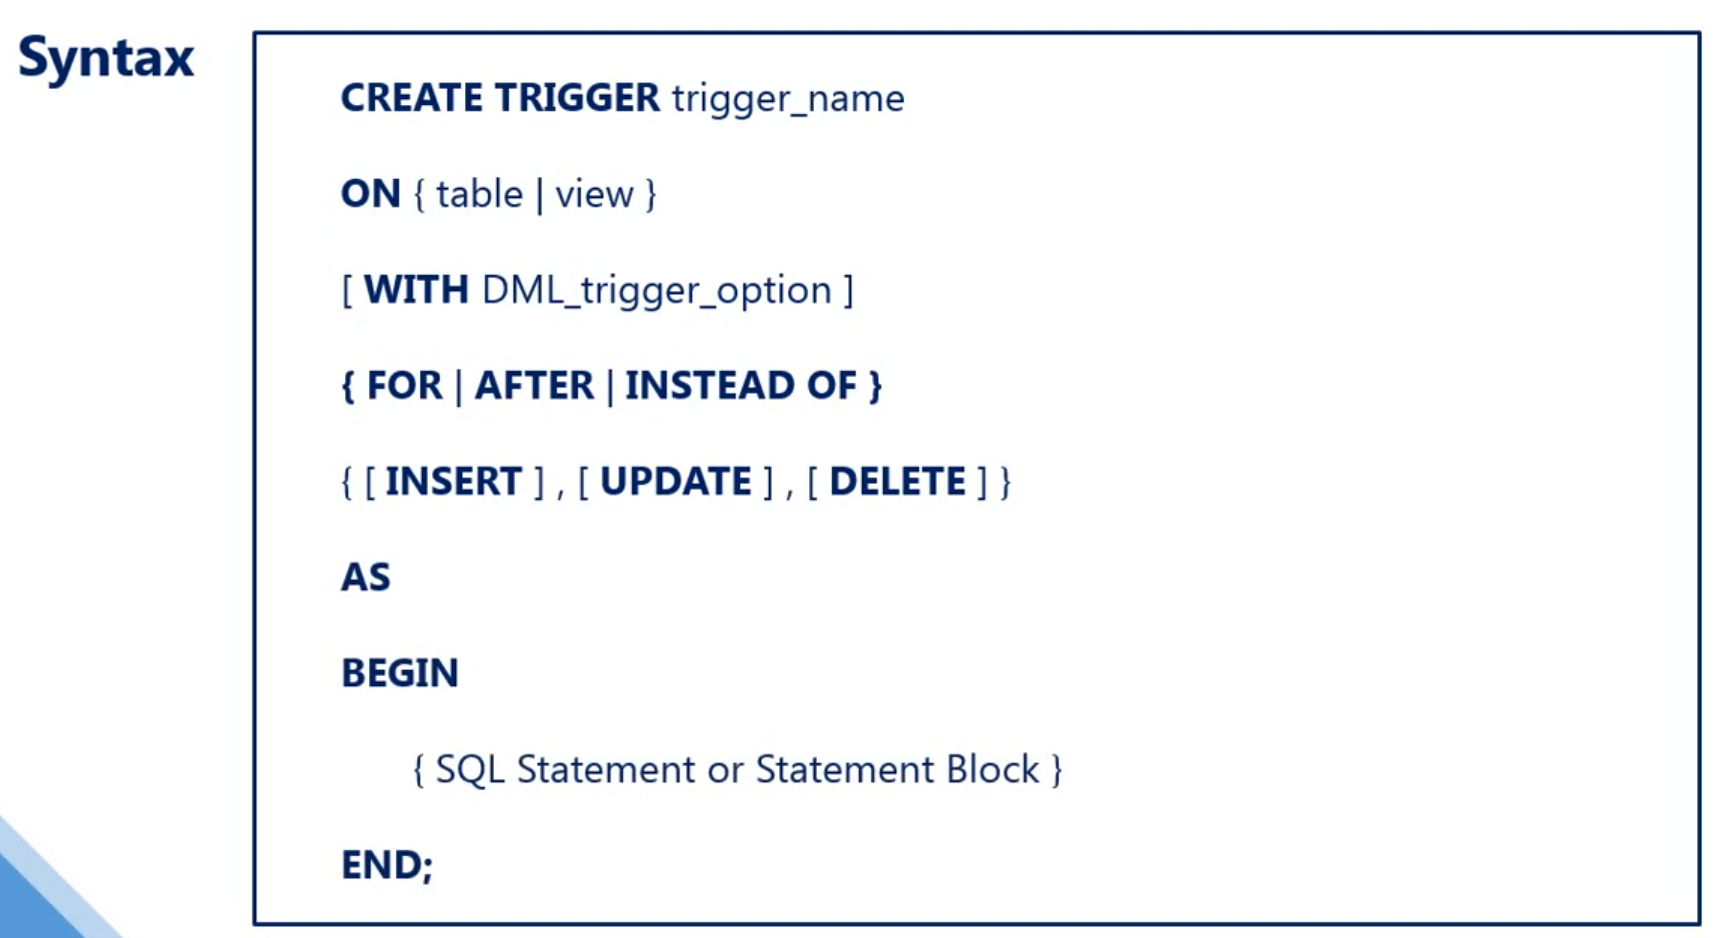 Syntax
CREATE TRIGGER trigger_name
ON { table | view }
[ WITH DML_trigger_option ]
{ FOR | AFTER | INSTEAD OF }
{ [ INSERT ] , [ UPDATE ] , [ DELETE ] }
AS
BEGIN
{ SQL Statement or Statement Block }
END;